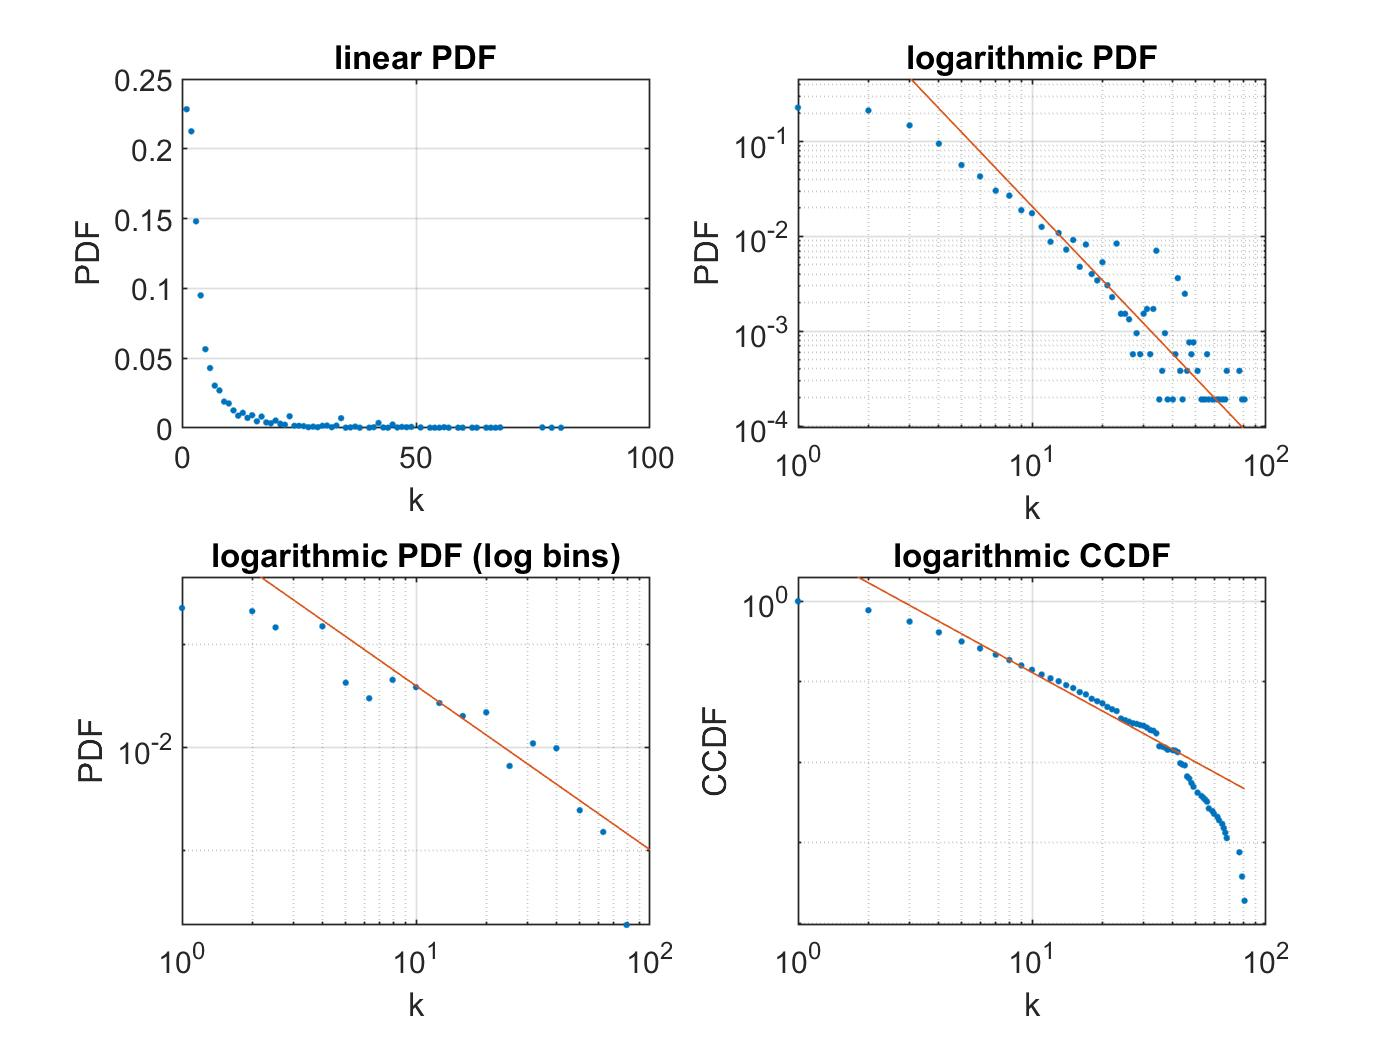 linear PDF
0.25
0.2
0.15
0.1
0.05
0
0 50 100
PDF
k
logarithmic PDF
10^-1
10^-2
10^-3
10^-4
10^0 10^1 10^2
PDF
k
logarithmic PDF (log bins)
10^-2
10^0 10^1 10^2
PDF
k
logarithmic CCDF
10^0
10^0 10^1 10^2
CCDF
k